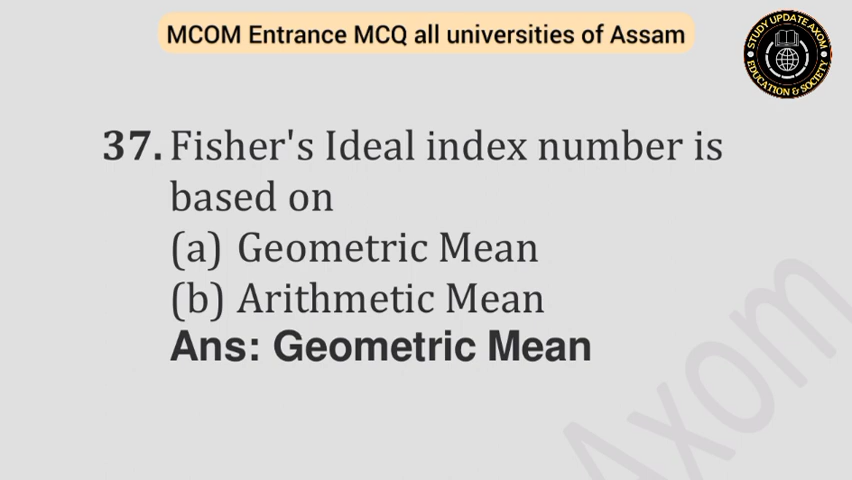 MCOM Entrance MCQ all universities of Assam
STUDY UPDATE AXOM
EDUCATION & SOCIETY
37. Fisher's Ideal index number is
based on
(a) Geometric Mean
(b) Arithmetic Mean
Ans: Geometric Mean
Axom